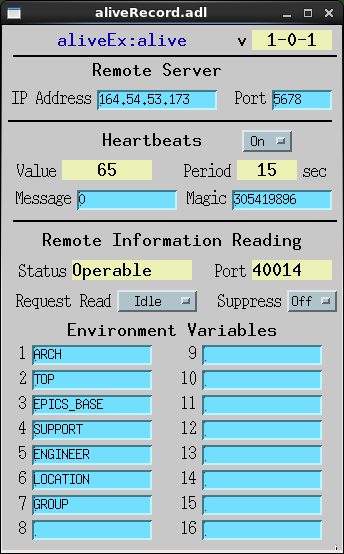 aliveRecord.adl
aliveEx:alive v 1-0-1
Remote Server
IP Address 164.54.53.173 Port 5678
Heartbeats On
Value 65 Period 15 sec
Message 0 Magic 305419896
Remote Information Reading
Status Operable Port 40014
Request Read Idle Suppress Off
Environment Variables
1 ARCH 9
2 TOP 10
3 EPICS_BASE 11
4 SUPPORT 12
5 ENGINEER 13
6 LOCATION 14
7 GROUP 15
8 16